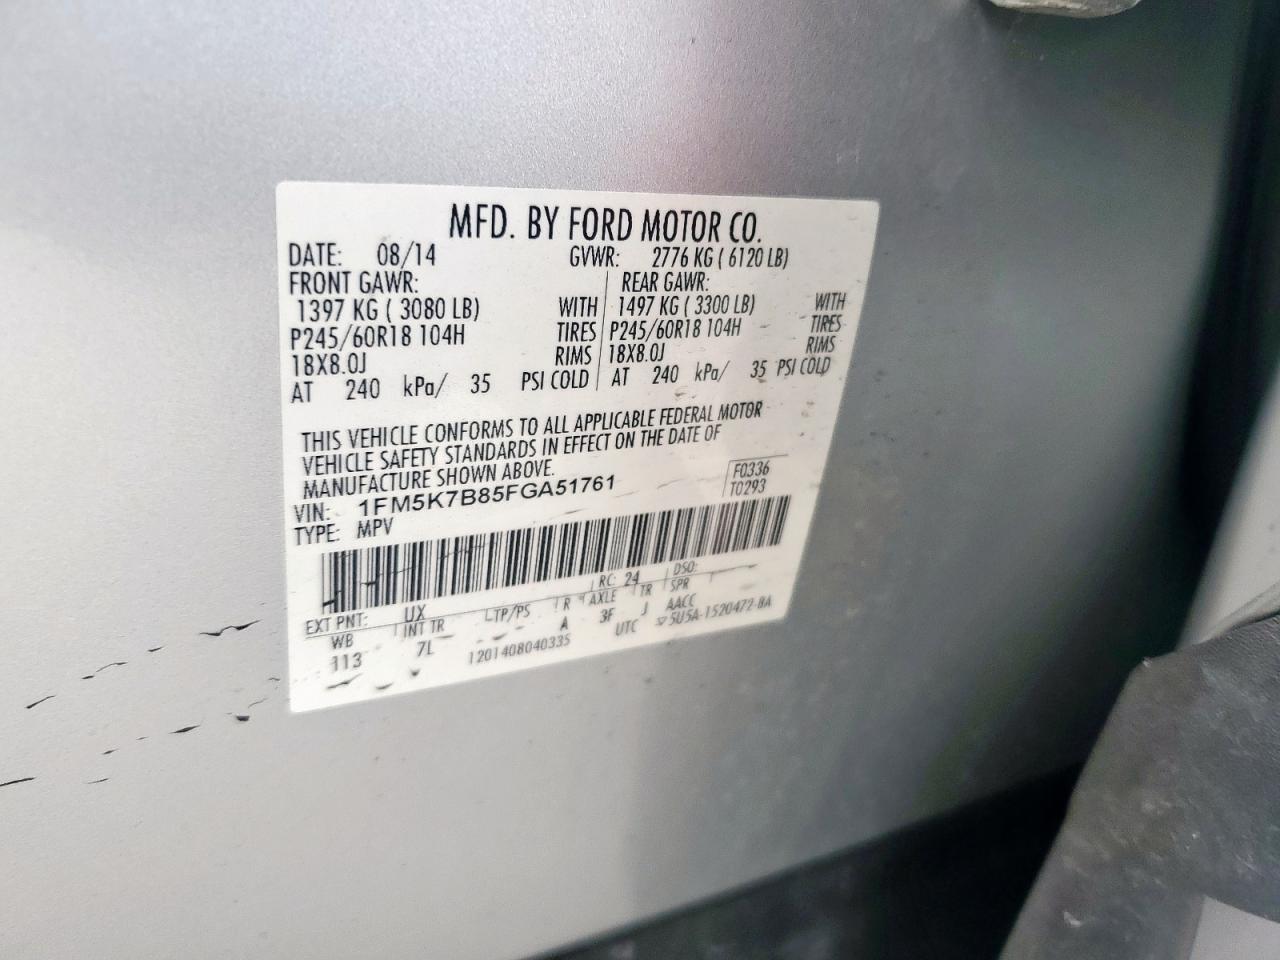 MFD. BY FORD MOTOR CO.
DATE: 08/14 GVWR: 2776 KG ( 6120 LB)
FRONT GAWR: REAR GAWR:
1397 KG ( 3080 LB) WITH 1497 KG ( 3300 LB) WITH
P245/60R18 104H TIRES P245/60R18 104H TIRES
18X8.0J RIMS 18X8.0J RIMS
AT 240 kPa/ 35 PSI COLD AT 240 kPa/ 35 PSI COLD
THIS VEHICLE CONFORMS TO ALL APPLICABLE FEDERAL MOTOR
VEHICLE SAFETY STANDARDS IN EFFECT ON THE DATE OF
MANUFACTURE SHOWN ABOVE.
F0336
VIN: 1FM5K7B85FGA51761
T0293
TYPE: MPV
EXT PNT: UX RC: 24 DSO:
WB INT TR TP/PS R AXLE TR SPR
113 7L A 3F J AACC
1201408040335 UTC 5U5A-1520472-BA